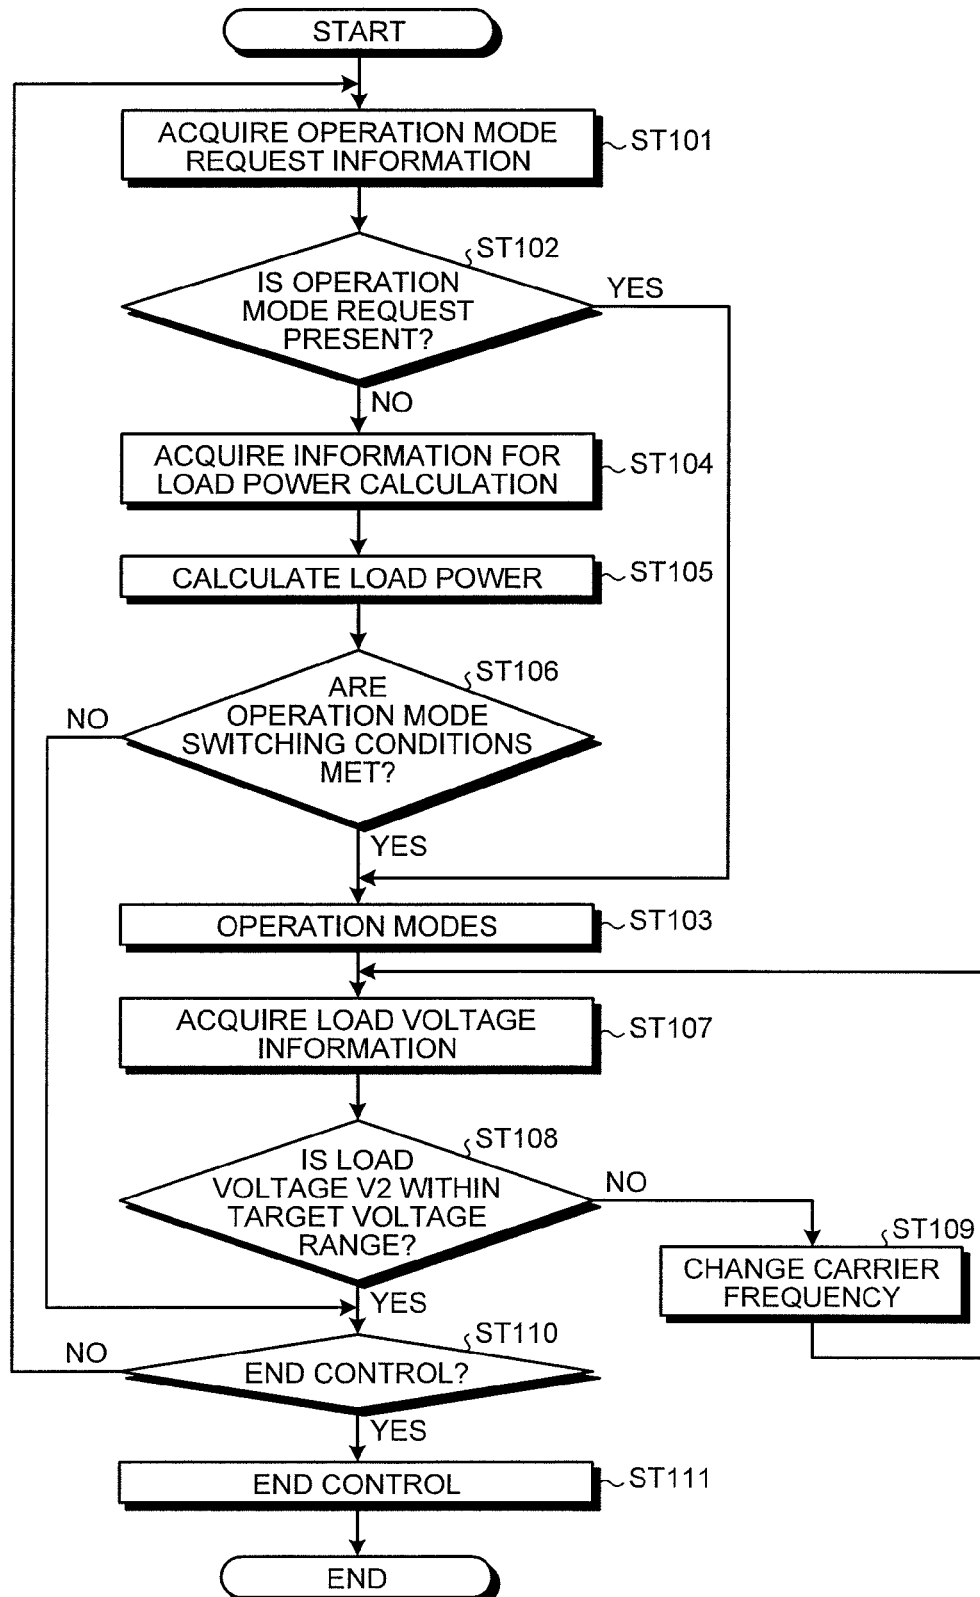 START
ACQUIRE OPERATION MODE
REQUEST INFORMATION
ST101
ST102
IS OPERATION
MODE REQUEST
PRESENT?
YES
NO
ACQUIRE INFORMATION FOR
LOAD POWER CALCULATION
ST104
CALCULATE LOAD POWER
ST105
ST106
ARE
OPERATION MODE
SWITCHING CONDITIONS
MET?
NO
YES
OPERATION MODES
ST103
ACQUIRE LOAD VOLTAGE
INFORMATION
ST107
ST108
IS LOAD
VOLTAGE V2 WITHIN
TARGET VOLTAGE
RANGE?
NO
ST109
CHANGE CARRIER
FREQUENCY
YES
ST110
NO
END CONTROL?
YES
END CONTROL
ST111
END